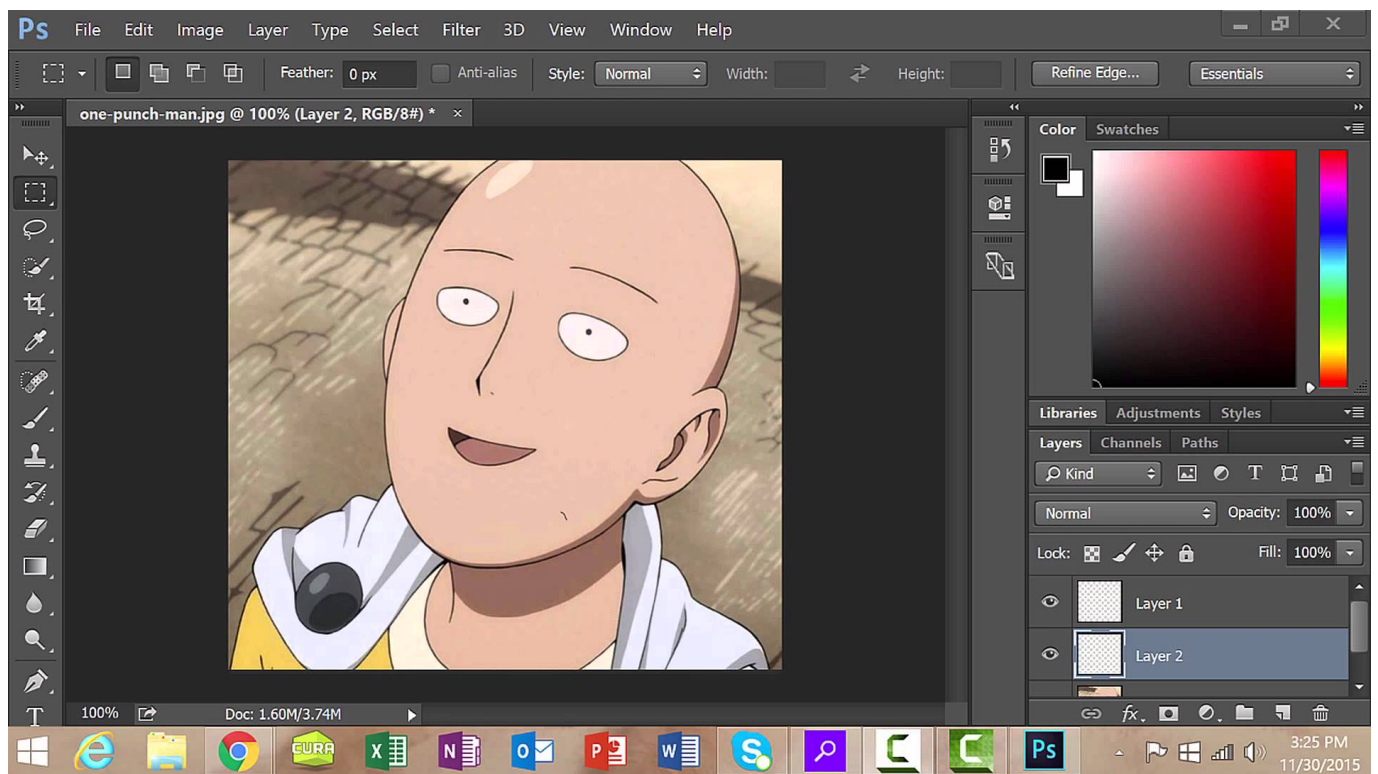 Ps File Edit Image Layer Type Select Filter 3D View Window Help
Feather: 0 px Anti-alias Style: Normal Width: Height: Refine Edge... Essentials
one-punch-man.jpg @ 100% (Layer 2, RGB/8#) * ×
Color Swatches
Libraries Adjustments Styles
Layers Channels Paths
Kind T
Normal Opacity: 100%
Lock: Fill: 100%
Layer 1
Layer 2
T 100% Doc: 1.60M/3.74M fx.
CURA X N O P W S C C Ps 3:25 PM
11/30/2015